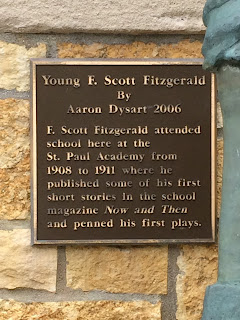 Young F. Scott Fitzgerald
By
Aaron Dysart 2006
F. Scott Fitzgerald attended
school here at the
St. Paul Academy from
1908 to 1911 where he
published some of his first
short stories In the school
magazine Now and Then
and penned his first plays.